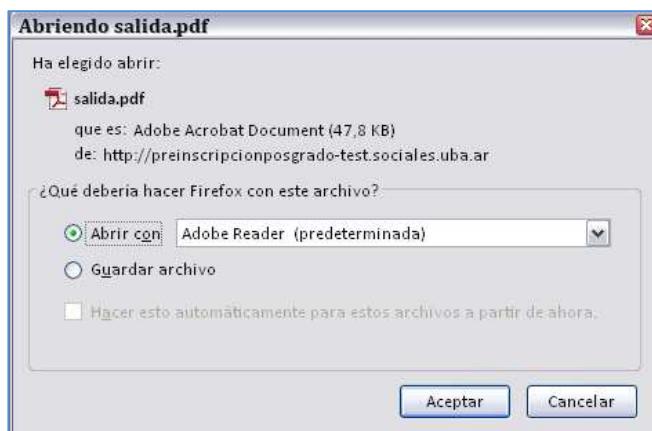 Abriendo salida.pdf
Ha elegido abrir:
salida.pdf
que es: Adobe Acrobat Document (47,8 KB)
de: http://preinscripcionposgrado-test.sociales.uba.ar
¿Qué debería hacer Firefox con este archivo?
Abrir con Adobe Reader (predeterminada)
Guardar archivo
Hacer esto automáticamente para estos archivos a partir de ahora.
Aceptar Cancelar